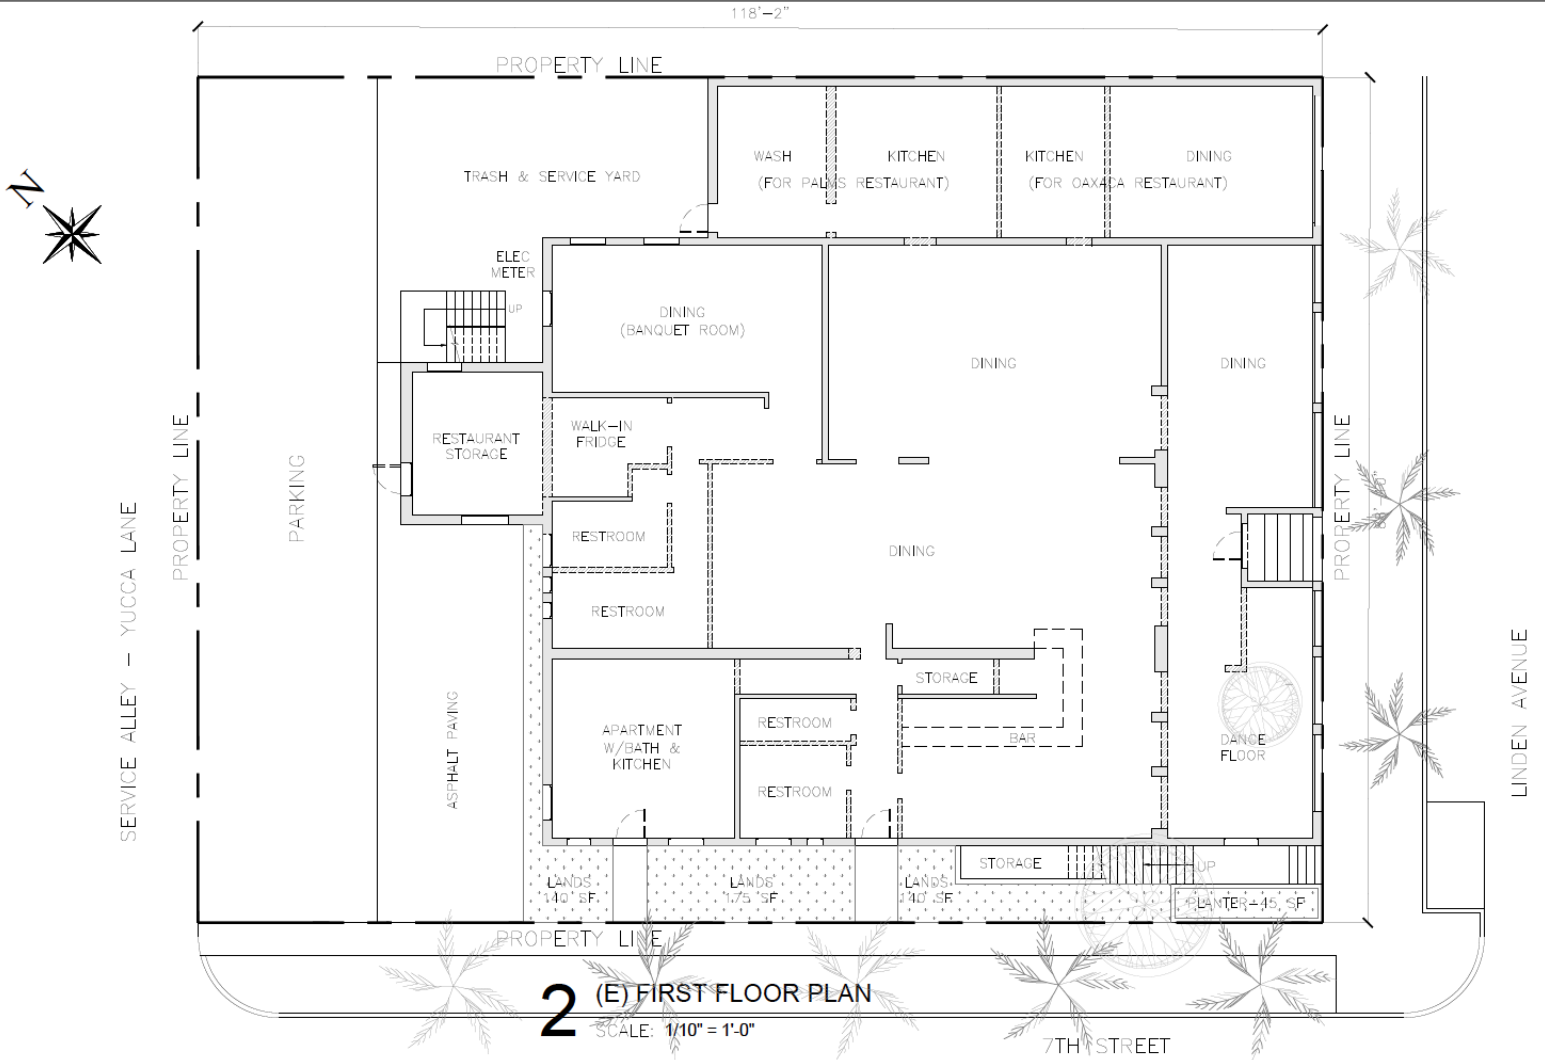 118'-2"
PROPERTY LINE
N
WASH
KITCHEN
KITCHEN
DINING
TRASH & SERVICE YARD
(FOR PALMS RESTAURANT)
(FOR OAXACA RESTAURANT)
ELEC
METER
UP
DINING
(BANQUET ROOM)
DINING
DINING
RESTAURANT
STORAGE
WALK-IN
FRIDGE
PROPERTY LINE
PARKING
SERVICE ALLEY - YUCCA LANE
PROPERTY LINE
RESTROOM
DINING
RESTROOM
LINDEN AVENUE
STORAGE
ASPHALT PAVING
APARTMENT
W/BATH &
KITCHEN
RESTROOM
BAR
DANCE
FLOOR
RESTROOM
STORAGE
UP
LANDS
140 SF
LANDS
175 SF
LANDS
140 SF
PLANTER-45 SF
PROPERTY LINE
2
(E) FIRST FLOOR PLAN
SCALE: 1/10" = 1'-0"
7TH STREET